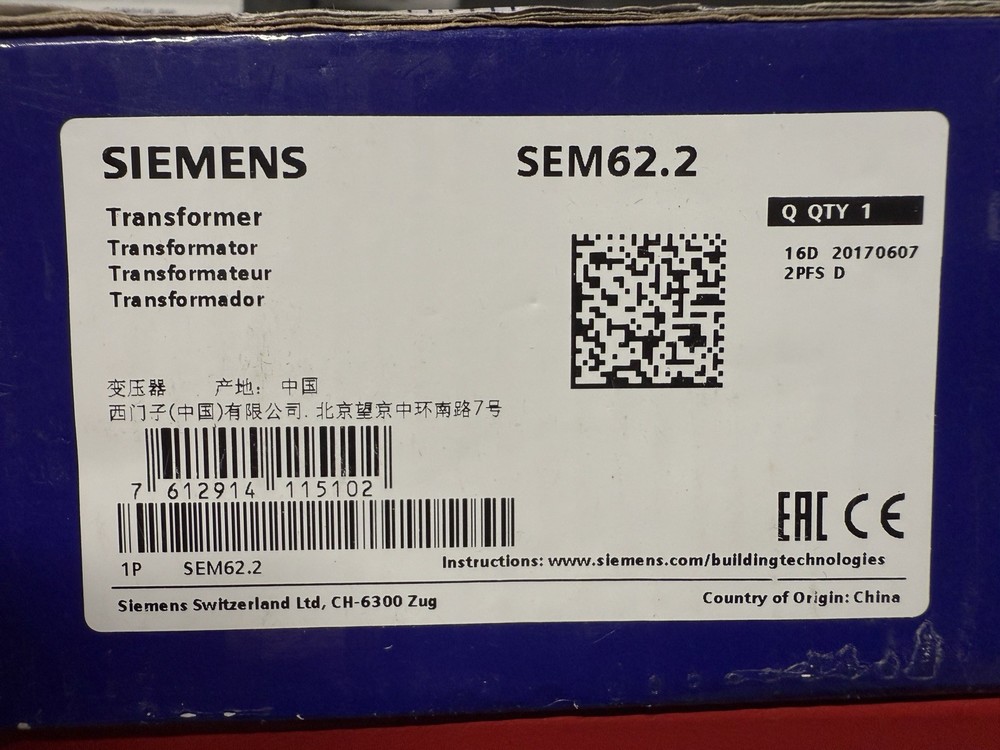 SIEMENS
SEM62.2
Transformer
Transformator
Transformateur
Transformador
Q QTY 1
16D 20170607
2PFS D
变压器 产地: 中国
西门子(中国)有限公司. 北京望京中环南路7号
7 612914 115102
EAC CE
1P SEM62.2
Instructions: www.siemens.com/buildingtechnologies
Siemens Switzerland Ltd, CH-6300 Zug
Country of Origin: China